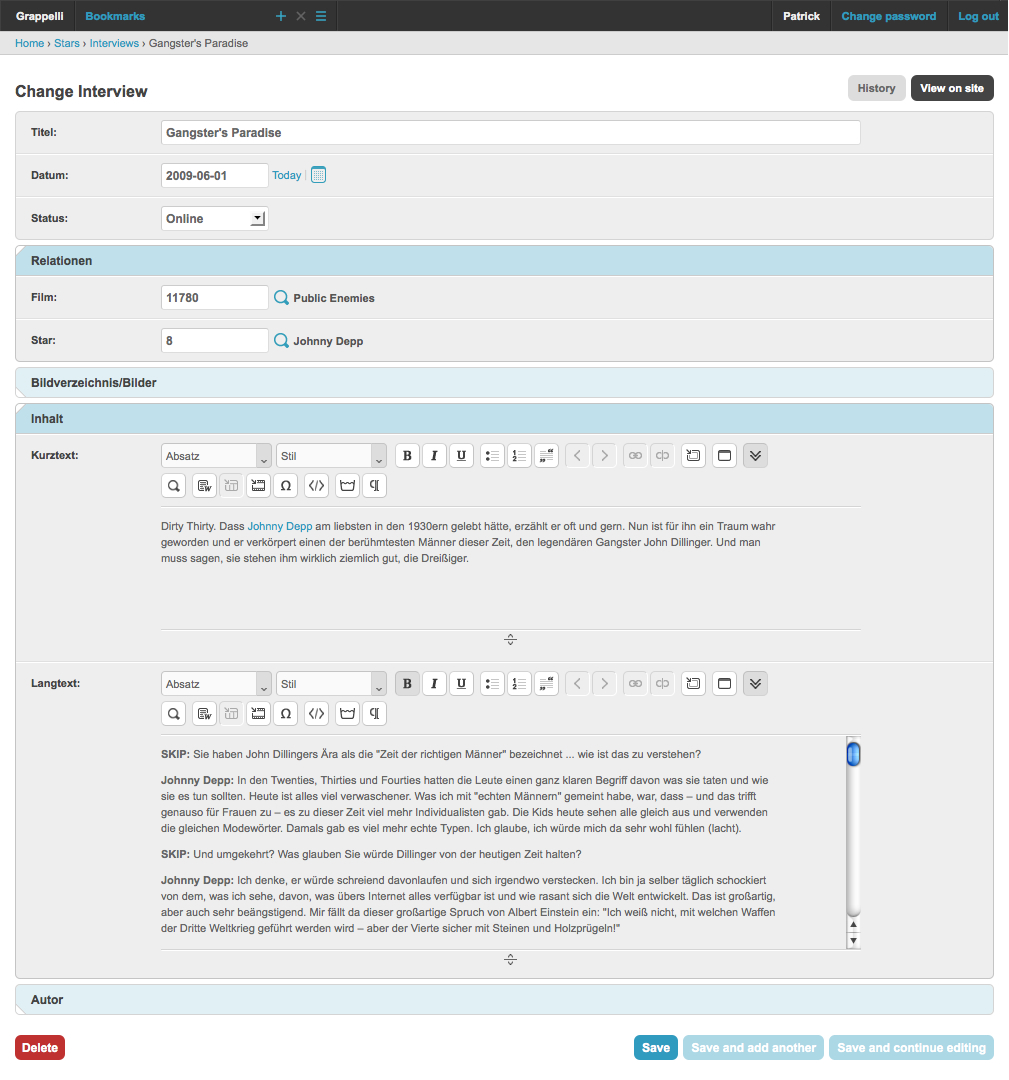 Grappelli Bookmarks Patrick Change password Log out
Home › Stars › Interviews › Gangster's Paradise
Change Interview History View on site
Titel: Gangster's Paradise
Datum: 2009-06-01 Today
Status: Online
Relationen
Film: 11780 Public Enemies
Star: 8 Johnny Depp
Bildverzeichnis/Bilder
Inhalt
Kurztext: Absatz Stil B I U
Dirty Thirty. Dass Johnny Depp am liebsten in den 1930ern gelebt hätte, erzählt er oft und gern. Nun ist für ihn ein Traum wahr
geworden und er verkörpert einen der berühmtesten Männer dieser Zeit, den legendären Gangster John Dillinger. Und man
muss sagen, sie stehen ihm wirklich ziemlich gut, die Dreißiger.
Langtext: Absatz Stil B I U
SKIP: Sie haben John Dillingers Ära als die "Zeit der richtigen Männer" bezeichnet ... wie ist das zu verstehen?
Johnny Depp: In den Twenties, Thirties und Fourties hatten die Leute einen ganz klaren Begriff davon was sie taten und wie
sie es tun sollten. Heute ist alles viel verwaschener. Was ich mit "echten Männern" gemeint habe, war, dass – und das trifft
genauso für Frauen zu – es zu dieser Zeit viel mehr Individualisten gab. Die Kids heute sehen alle gleich aus und verwenden
die gleichen Modewörter. Damals gab es viel mehr echte Typen. Ich glaube, ich würde mich da sehr wohl fühlen (lacht).
SKIP: Und umgekehrt? Was glauben Sie würde Dillinger von der heutigen Zeit halten?
Johnny Depp: Ich denke, er würde schreiend davonlaufen und sich irgendwo verstecken. Ich bin ja selber täglich schockiert
von dem, was ich sehe, davon, was übers Internet alles verfügbar ist und wie rasant sich die Welt entwickelt. Das ist großartig,
aber auch sehr beängstigend. Mir fällt da dieser großartige Spruch von Albert Einstein ein: "Ich weiß nicht, mit welchen Waffen
der Dritte Weltkrieg geführt werden wird – aber der Vierte sicher mit Steinen und Holzprügeln!"
Autor
Delete Save Save and add another Save and continue editing